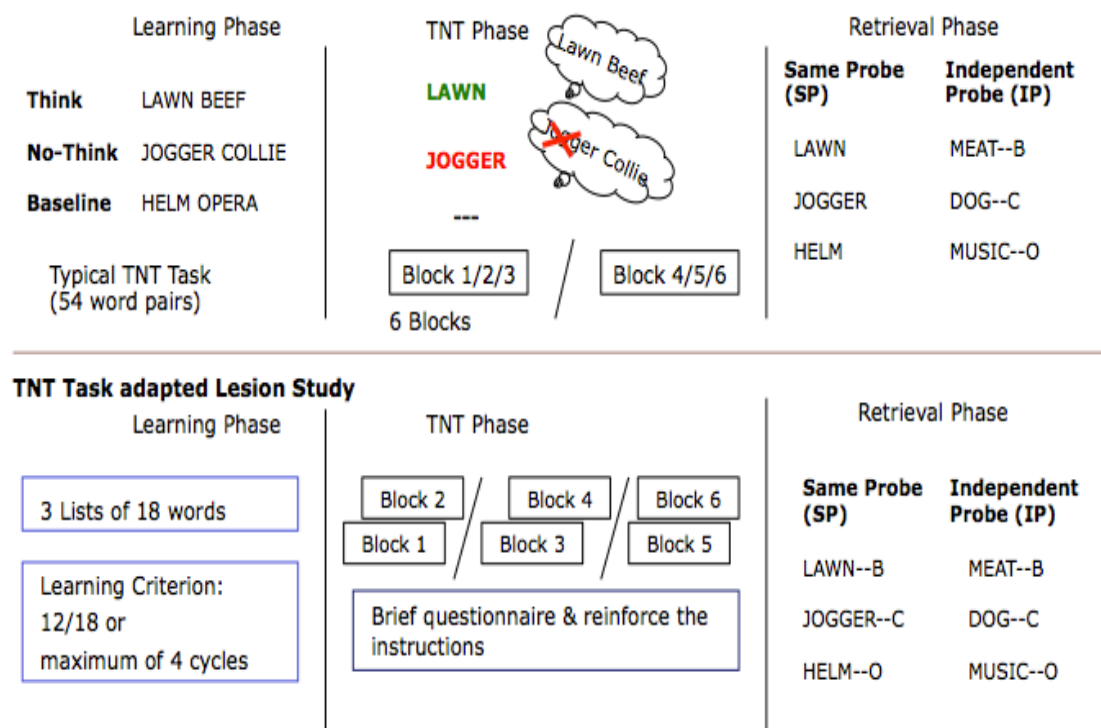 Learning Phase
TNT Phase
Retrieval Phase
Same Probe (SP)
Independent Probe (IP)
Think LAWN BEEF
No-Think JOGGER COLLIE
Baseline HELM OPERA
LAWN
Lawn Beef
JOGGER
Jogger Collie
---
LAWN MEAT--B
JOGGER DOG--C
HELM MUSIC--O
Typical TNT Task
(54 word pairs)
Block 1/2/3
Block 4/5/6
6 Blocks
TNT Task adapted Lesion Study
Learning Phase
TNT Phase
Retrieval Phase
3 Lists of 18 words
Learning Criterion:
12/18 or
maximum of 4 cycles
Block 2
Block 4
Block 6
Block 1
Block 3
Block 5
Brief questionnaire & reinforce the
instructions
Same Probe (SP)
Independent Probe (IP)
LAWN--B MEAT--B
JOGGER--C DOG--C
HELM--O MUSIC--O